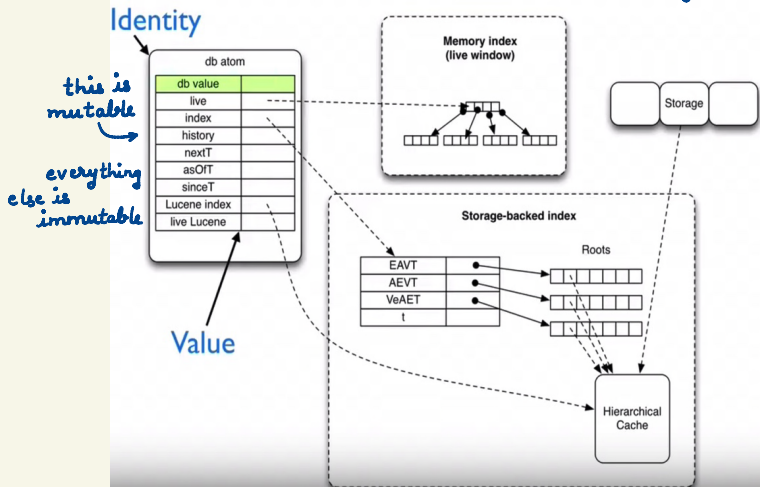 Identity
db atom
db value
live
index
history
nextT
asOfT
sinceT
Lucene index
live Lucene
this is
mutable
everything
else is
immutable
Value
Memory index
(live window)
Storage
Storage-backed index
Roots
EAVT
AEVT
VeAET
t
Hierarchical
Cache